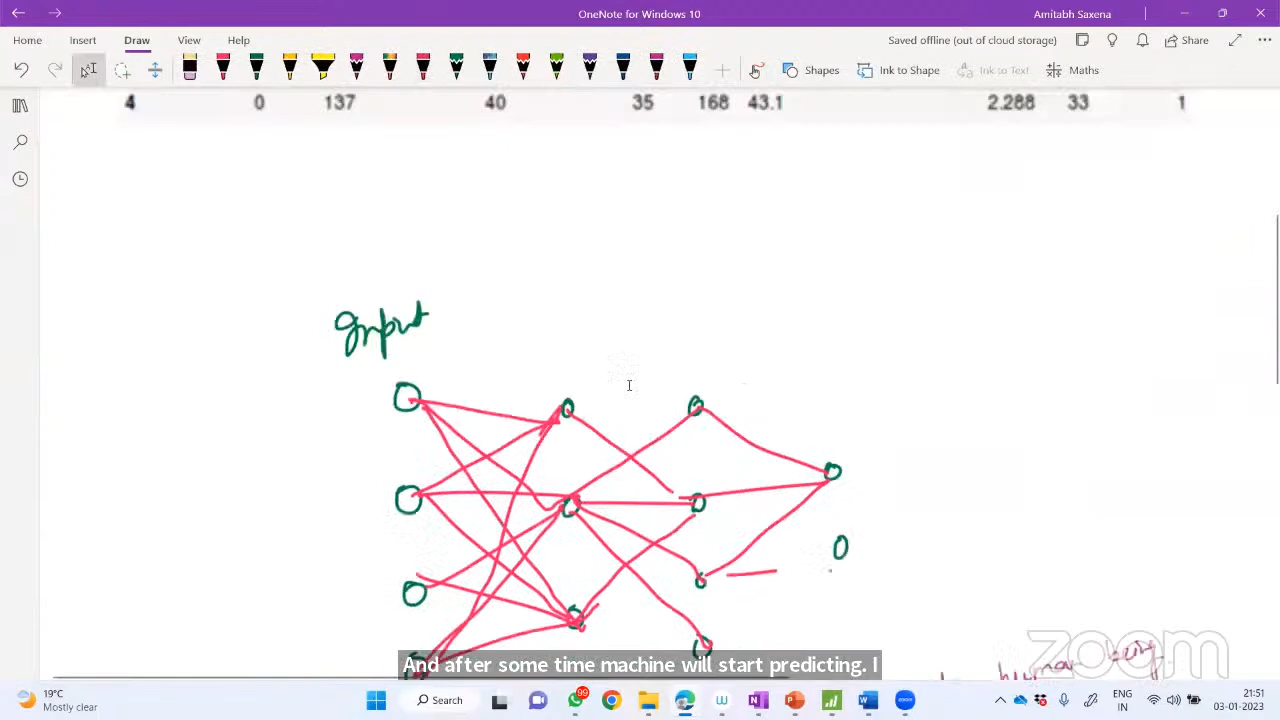 OneNote for Windows 10
Amitabh Saxena
Home Insert Draw View Help
Saved offline (out of cloud storage)
Share
Shapes
Ink to Shape
Ink to Text
Maths
4 0 137 40 35 168 43.1 2.288 33 1
Input
human
zoom
And after some time machine will start predicting. I
19°C
Mostly clear
Search
99
ENG
IN
21:51
03-01-2023